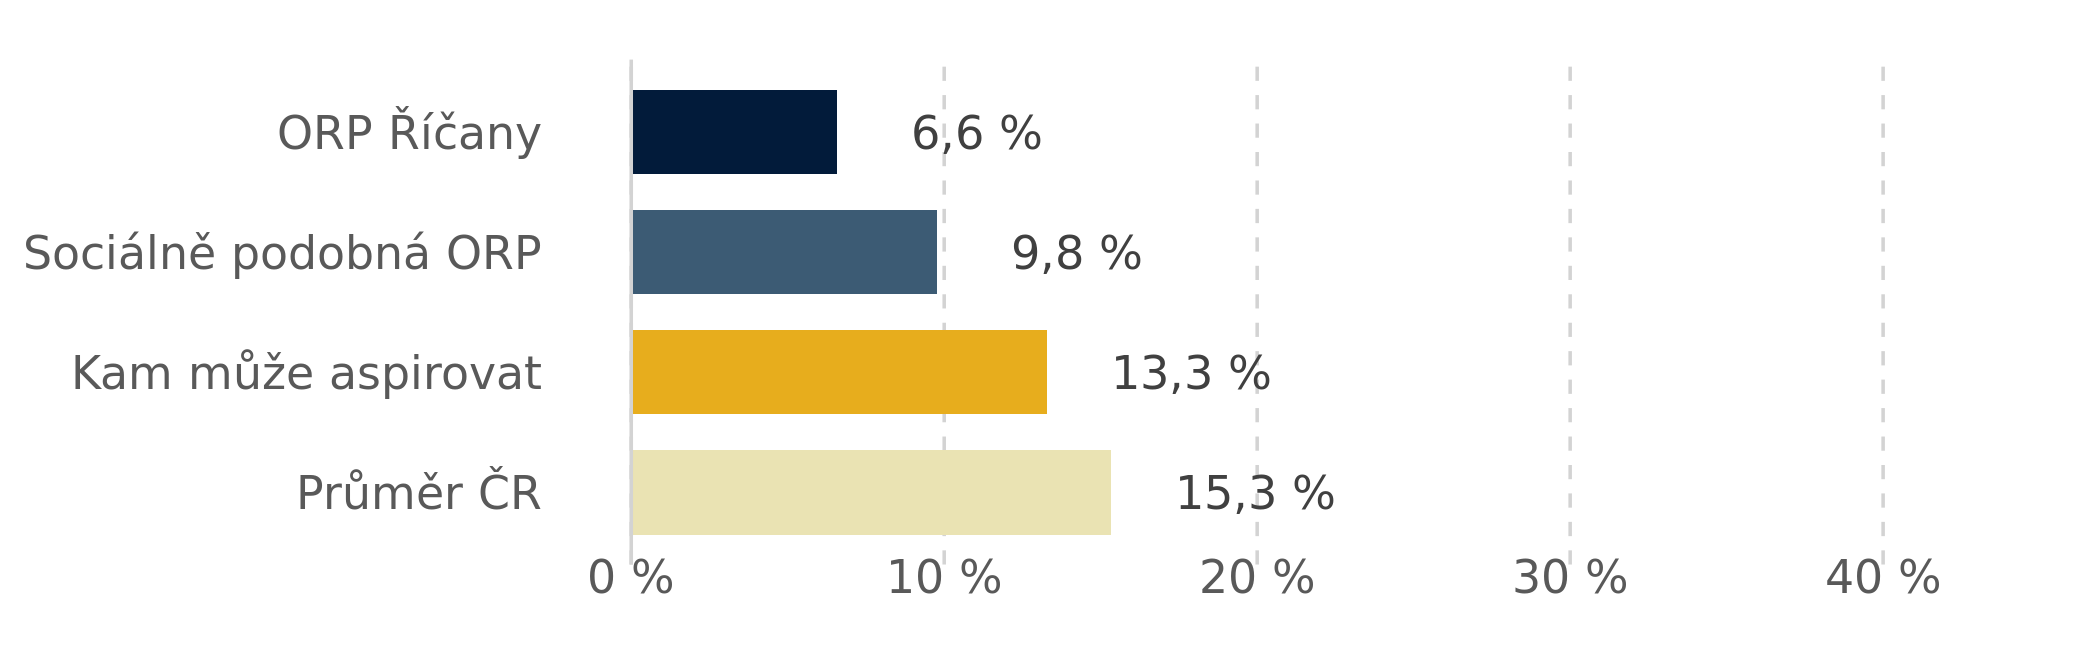 ORP Říčany
6,6 %
Sociálně podobná ORP
9,8 %
Kam může aspirovat
13,3 %
Průměr ČR
15,3 %
0 %
10 %
20 %
30 %
40 %